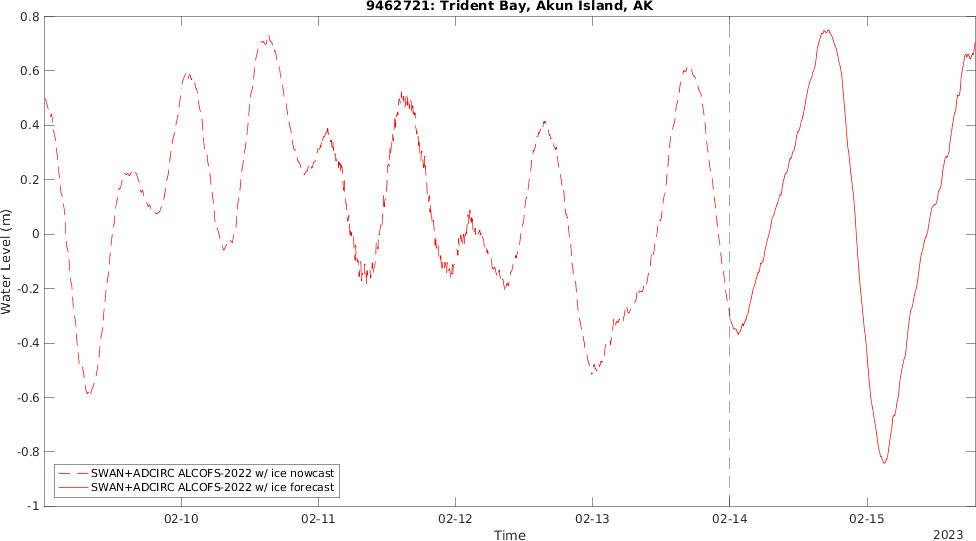 9462721: Trident Bay, Akun Island, AK
0.8
0.6
0.4
0.2
0
-0.2
-0.4
-0.6
-0.8
-1
Water Level (m)
SWAN+ADCIRC ALCOFS-2022 w/ ice nowcast
SWAN+ADCIRC ALCOFS-2022 w/ ice forecast
02-10 02-11 02-12 02-13 02-14 02-15
Time
2023